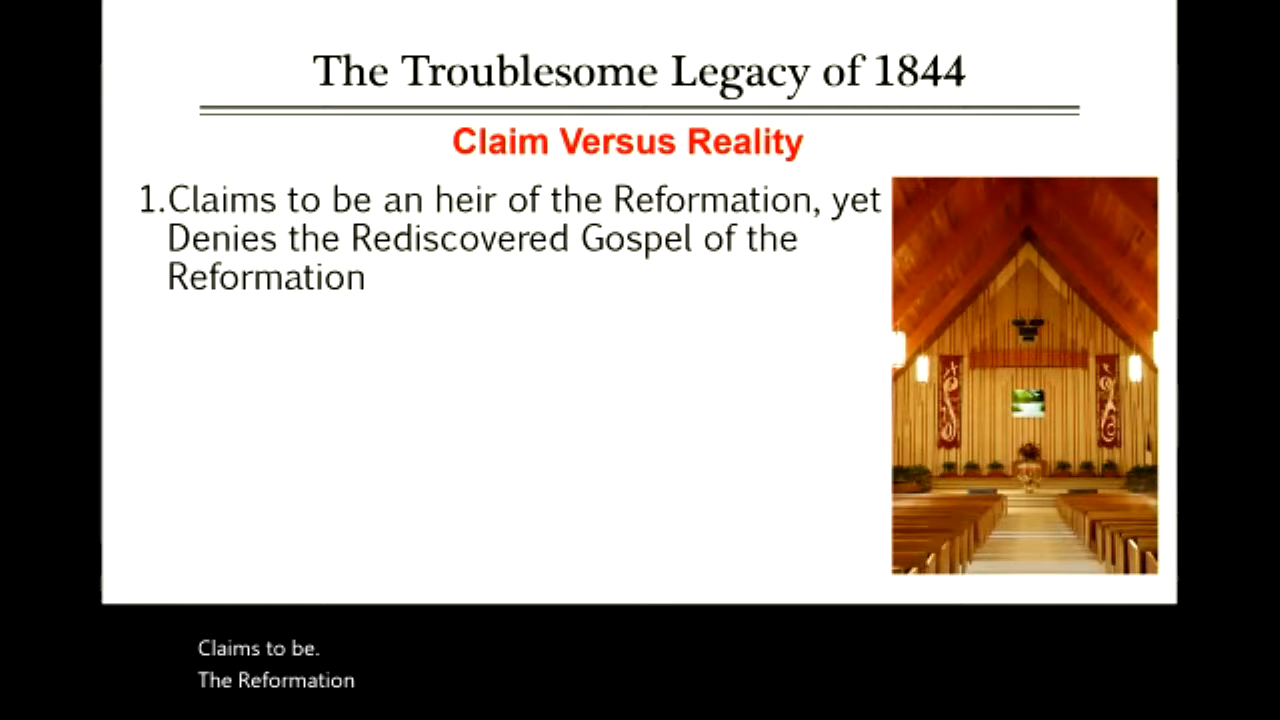 The Troublesome Legacy of 1844
Claim Versus Reality
1.Claims to be an heir of the Reformation, yet
Denies the Rediscovered Gospel of the
Reformation
Claims to be.
The Reformation